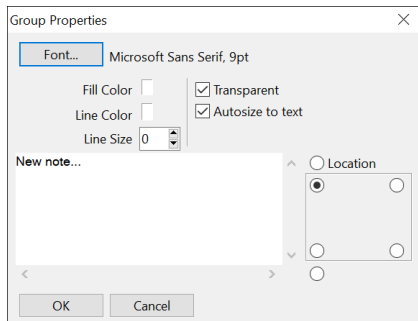 Group Properties
Font... Microsoft Sans Serif, 9pt
Fill Color Transparent
Line Color Autosize to text
Line Size 0
New note...
Location
OK Cancel